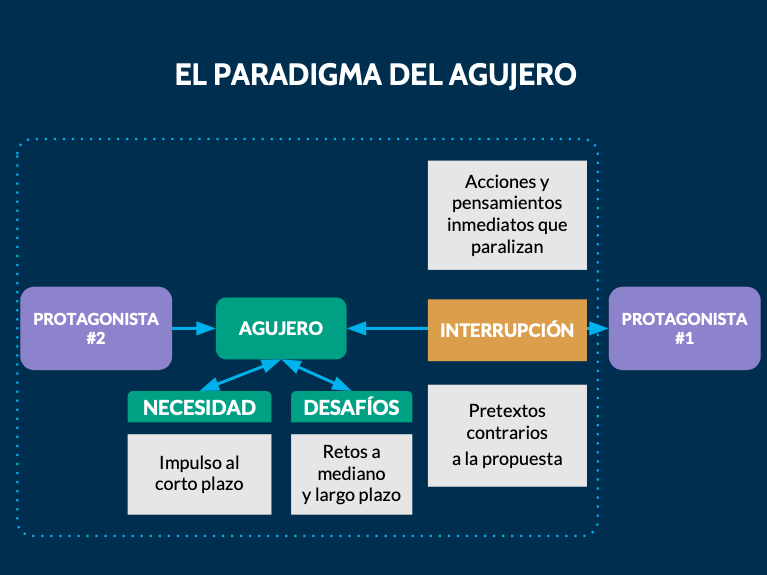 EL PARADIGMA DEL AGUJERO
Acciones y
pensamientos
inmediatos que
paralizan
PROTAGONISTA
#2
AGUJERO
INTERRUPCIÓN
PROTAGONISTA
#1
NECESIDAD
DESAFÍOS
Impulso al
corto plazo
Retos a
mediano
y largo plazo
Pretextos
contrarios
a la propuesta